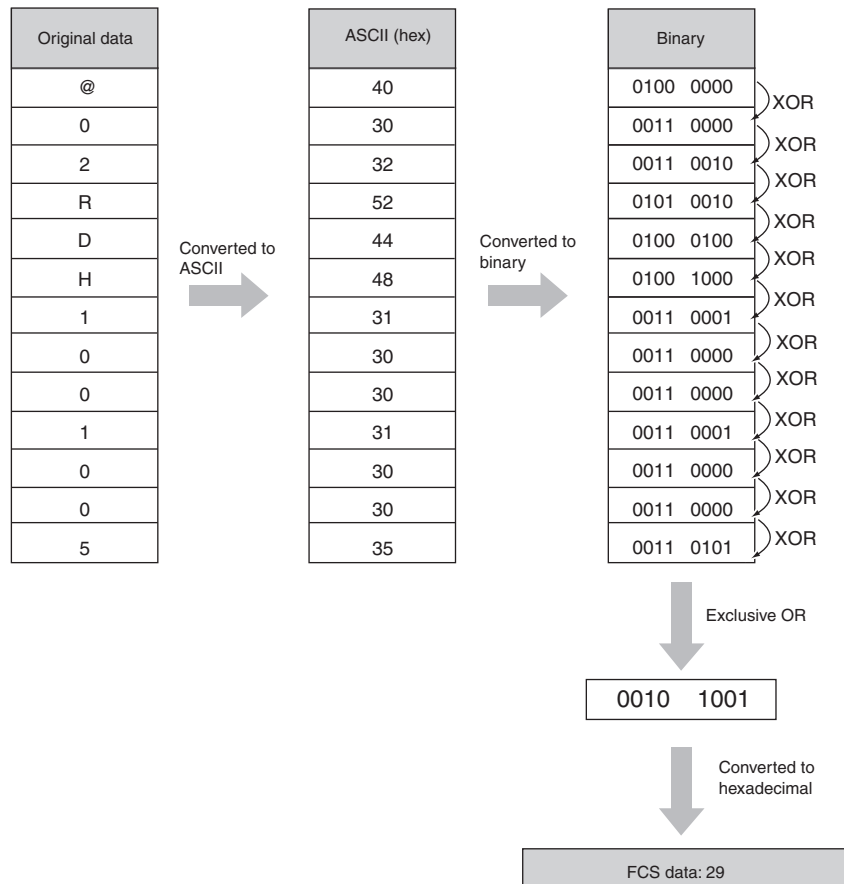 Original data ASCII (hex) Binary
@ 40 0100 0000
XOR
0 30 0011 0000
XOR
2 32 0011 0010
XOR
R 52 0101 0010
XOR
D 44 0100 0100
Converted to
ASCII
Converted to
binary
XOR
H 48 0100 1000
XOR
1 31 0011 0001
XOR
0 30 0011 0000
XOR
0 30 0011 0000
XOR
1 31 0011 0001
XOR
0 30 0011 0000
XOR
0 30 0011 0000
XOR
5 35 0011 0101
Exclusive OR
0010 1001
Converted to
hexadecimal
FCS data: 29